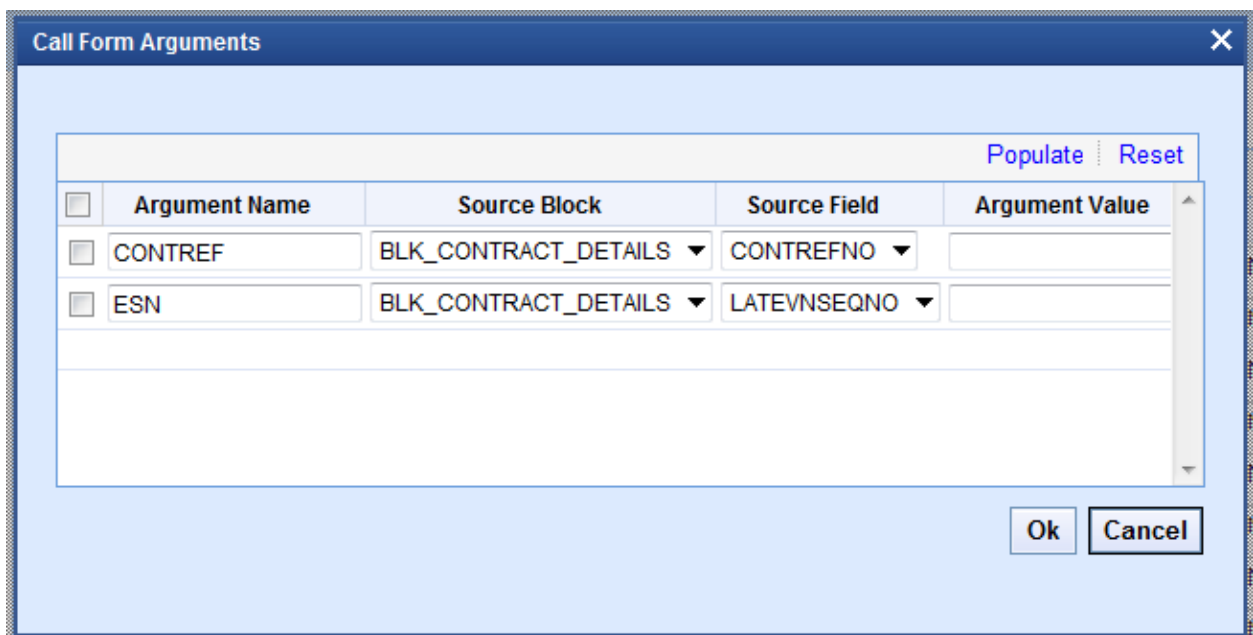 Call Form Arguments
Populate Reset
Argument Name Source Block Source Field Argument Value
CONTREF BLK_CONTRACT_DETAILS CONTREFNO
ESN BLK_CONTRACT_DETAILS LATEVNSEQNO
Ok Cancel